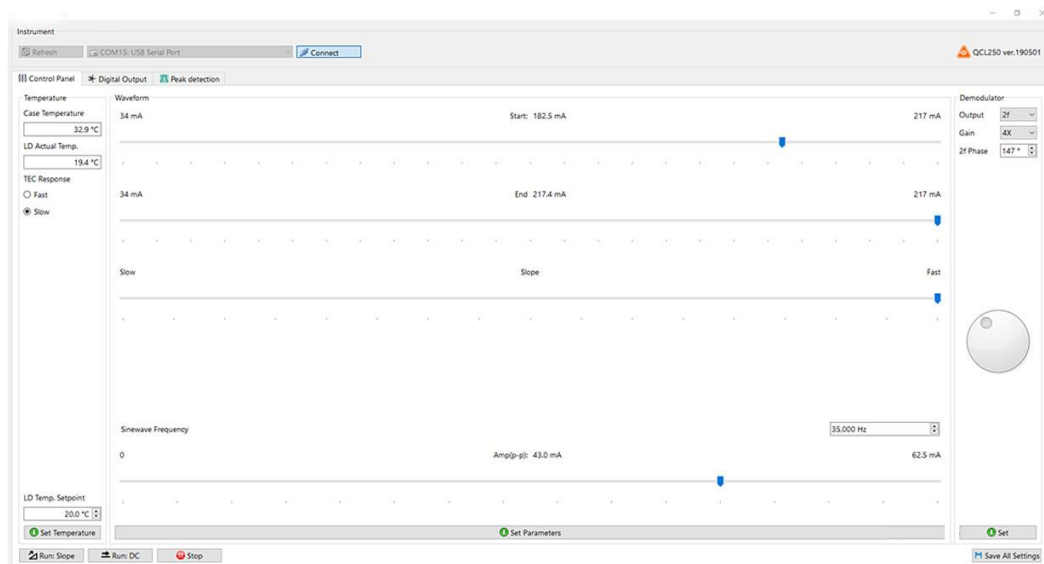 Instrument
Refresh COM15: USB Serial Port Connect QCL250 ver.190501
Control Panel Digital Output Peak detection
Temperature Waveform Demodulator
Case Temperature 34 mA Start: 182.5 mA 217 mA Output 2f
32.9 °C Gain 4X
LD Actual Temp.
19.4 °C 2f Phase 147 °
TEC Response
Fast 34 mA End 217.4 mA 217 mA
Slow
Slow Slope Fast
Sinewave Frequency 35.000 Hz
0 Amp(p-p): 43.0 mA 62.5 mA
LD Temp. Setpoint
20.0 °C
Set Temperature Set Parameters Set
Run: Slope Run: DC Stop Save All Settings